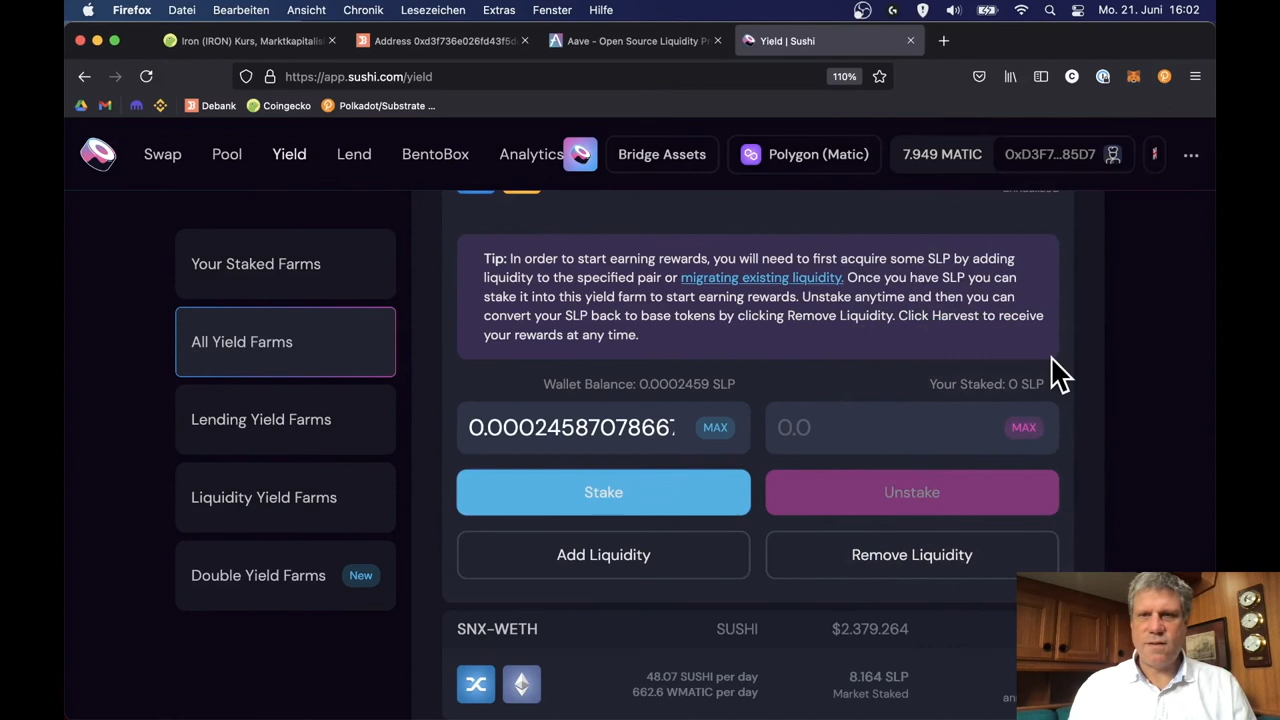 Firefox Datei Bearbeiten Ansicht Chronik Lesezeichen Extras Fenster Hilfe Mo. 21. Juni 16:02
Iron (IRON) Kurs, Marktkapitalis Address 0xd3f736e026fd43f5d Aave - Open Source Liquidity Pr Yield | Sushi
https://app.sushi.com/yield 110%
Debank Coingecko Polkadot/Substrate ...
Swap Pool Yield Lend BentoBox Analytics Bridge Assets Polygon (Matic) 7.949 MATIC 0xD3F7...85D7
Your Staked Farms
All Yield Farms
Lending Yield Farms
Liquidity Yield Farms
Double Yield Farms New
Tip: In order to start earning rewards, you will need to first acquire some SLP by adding
liquidity to the specified pair or migrating existing liquidity. Once you have SLP you can
stake it into this yield farm to start earning rewards. Unstake anytime and then you can
convert your SLP back to base tokens by clicking Remove Liquidity. Click Harvest to receive
your rewards at any time.
Wallet Balance: 0.0002459 SLP Your Staked: 0 SLP
0.0002458707866 MAX 0.0 MAX
Stake Unstake
Add Liquidity Remove Liquidity
SNX-WETH SUSHI $2.379.264
48.07 SUSHI per day 8.164 SLP
662.6 WMATIC per day Market Staked